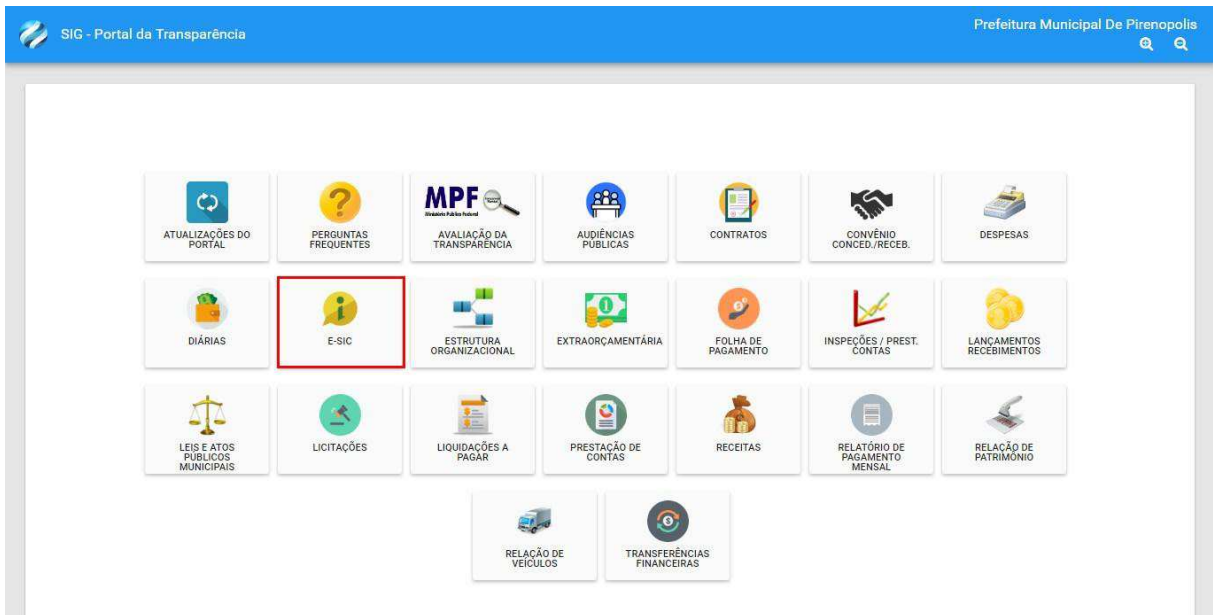 SIG - Portal da Transparência
Prefeitura Municipal De Pirenopolis
ATUALIZAÇÕES DO
PORTAL
PERGUNTAS
FREQUENTES
MPF
Ministério Público Federal
AVALIAÇÃO DA
TRANSPARÊNCIA
AUDIÊNCIAS
PÚBLICAS
CONTRATOS
CONVÊNIO
CONCED./RECEB.
DESPESAS
DIÁRIAS
E-SIC
ESTRUTURA
ORGANIZACIONAL
EXTRAORÇAMENTÁRIA
FOLHA DE
PAGAMENTO
INSPEÇÕES / PREST.
CONTAS
LANÇAMENTOS
RECEBIMENTOS
LEIS E ATOS
PÚBLICOS
MUNICIPAIS
LICITAÇÕES
LIQUIDAÇÕES A
PAGAR
PRESTAÇÃO DE
CONTAS
RECEITAS
RELATÓRIO DE
PAGAMENTO
MENSAL
RELAÇÃO DE
PATRIMÔNIO
RELAÇÃO DE
VEÍCULOS
TRANSFERÊNCIAS
FINANCEIRAS